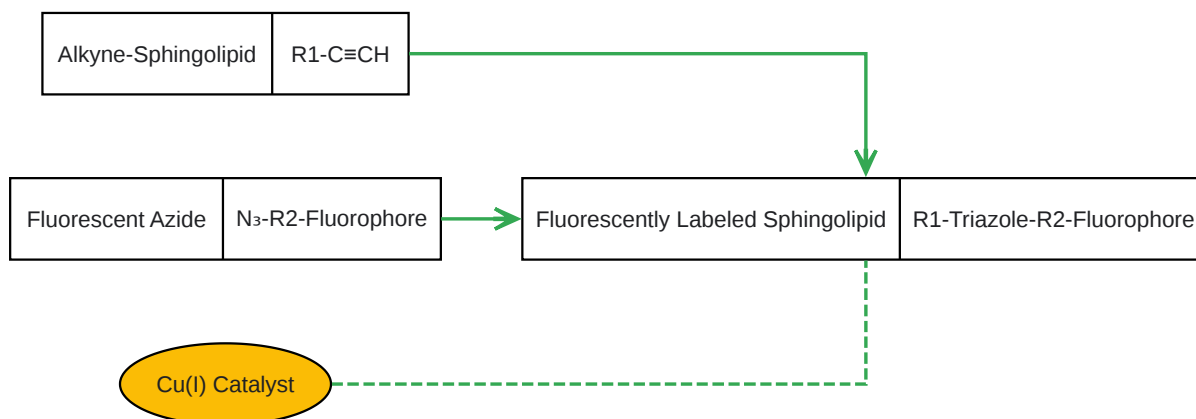 Alkyne-Sphingolipid
R1-C≡CH
Fluorescent Azide
N₃-R2-Fluorophore
Fluorescently Labeled Sphingolipid
R1-Triazole-R2-Fluorophore
Cu(I) Catalyst